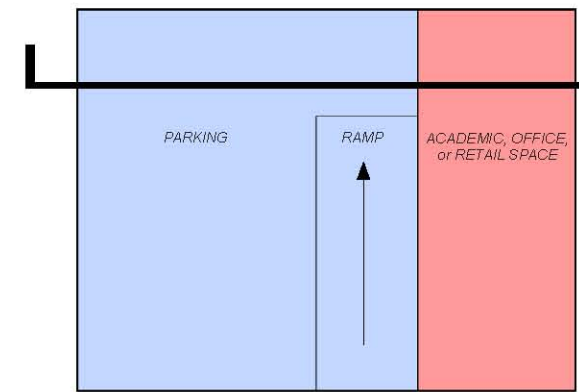 PARKING
RAMP
ACADEMIC, OFFICE,
or RETAIL SPACE